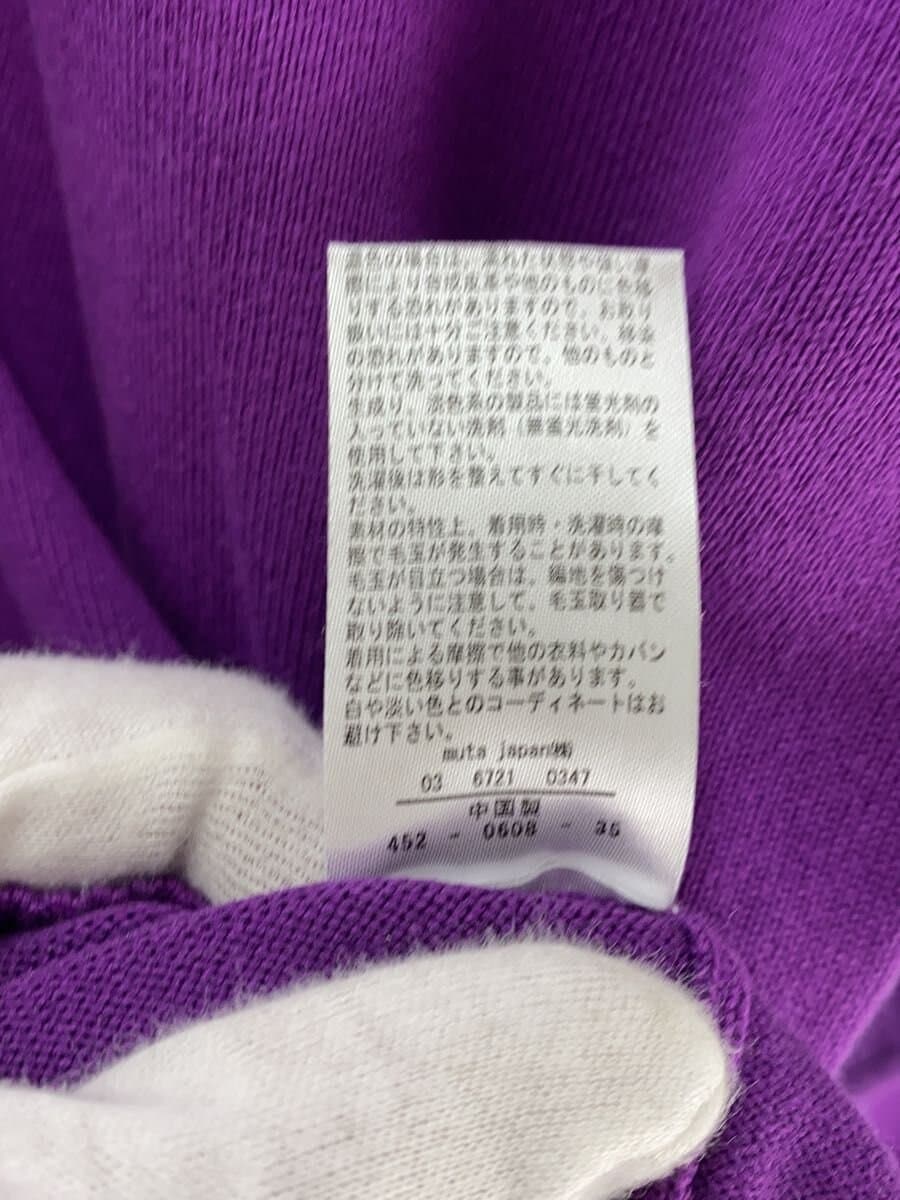 際により合成皮革や他のものに色移
りする恐れがありますので、お取り
扱いには十分ご注意ください。移染
の恐れがありますので、他のものと
分けて洗ってください。
生成り、淡色系の製品には蛍光剤の
入っていない洗剤（無蛍光洗剤）を
使用して下さい。
洗濯後は形を整えてすぐに干してく
ださい。
素材の特性上、着用時・洗濯時の摩
擦で毛玉が発生することがあります。
毛玉が目立つ場合は、編地を傷つけ
ないように注意して、毛玉取り器で
取り除いてください。
着用による摩擦で他の衣料やカバン
などに色移りする事があります。
白や淡い色とのコーディネートはお
避け下さい。
muta japan㈱
03 6721 0347
中国製
452 - 0608 - 35